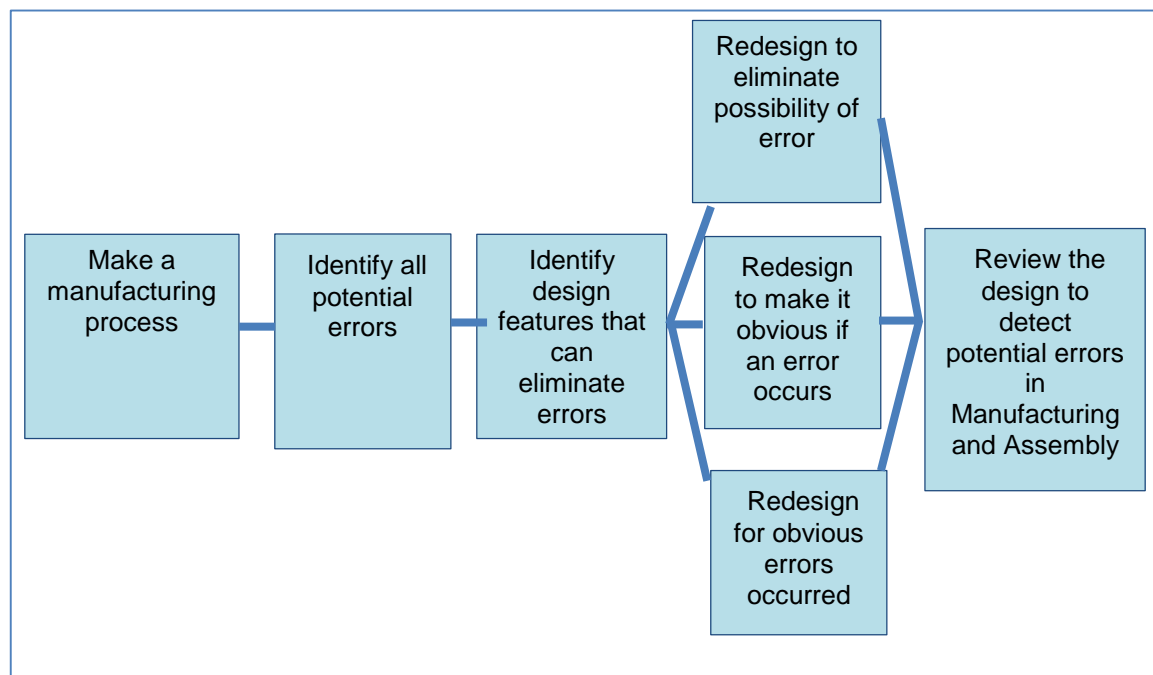 Make a
manufacturing
process
Identify all
potential
errors
Identify
design
features that
can
eliminate
errors
Redesign to
eliminate
possibility of
error
Redesign
to make it
obvious if
an error
occurs
Redesign
for obvious
errors
occurred
Review the
design to
detect
potential errors
in
Manufacturing
and Assembly